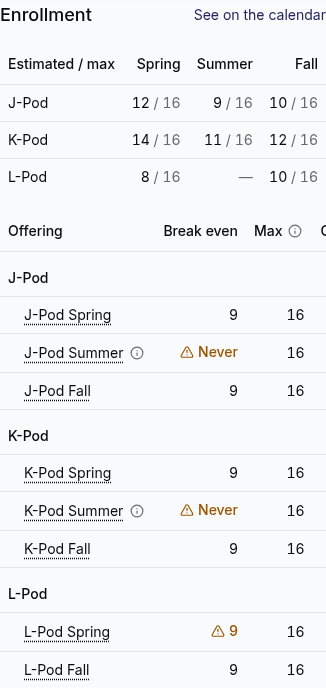 Enrollment See on the calendar
Estimated / max Spring Summer Fall
J-Pod 12 / 16 9 / 16 10 / 16
K-Pod 14 / 16 11 / 16 12 / 16
L-Pod 8 / 16 — 10 / 16
Offering Break even Max
J-Pod
J-Pod Spring 9 16
J-Pod Summer Never 16
J-Pod Fall 9 16
K-Pod
K-Pod Spring 9 16
K-Pod Summer Never 16
K-Pod Fall 9 16
L-Pod
L-Pod Spring 9 16
L-Pod Fall 9 16